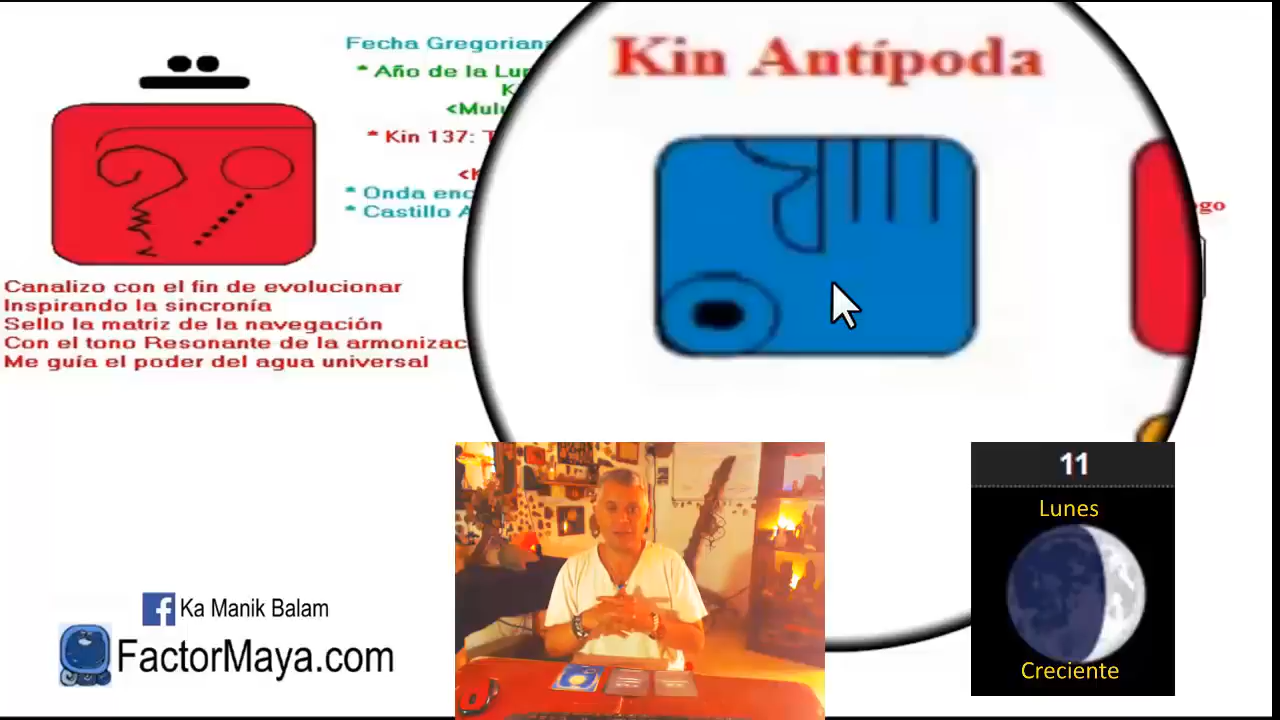 Kin Antípoda
Fecha Gregorian
* Año de la Lu
K
<Mulu
* Kin 137: T
<K
* Onda enc
* Castillo A
ogo
Canalizo con el fin de evolucionar
Inspirando la sincronía
Sello la matriz de la navegación
Con el tono Resonante de la armonizac
Me guía el poder del agua universal
11
Lunes
Creciente
f Ka Manik Balam
FactorMaya.com